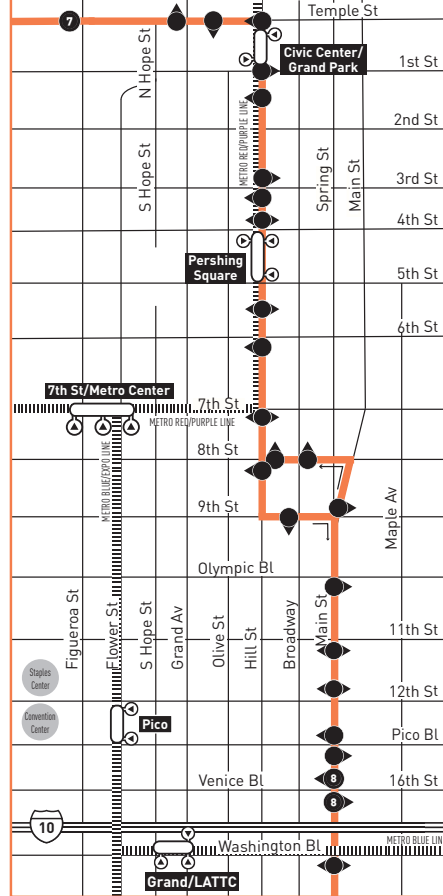 Temple St
7
N Hope St
Civic Center/
Grand Park
1st St
METRO RED/PURPLE LINE
2nd St
S Hope St
Spring St
Main St
3rd St
4th St
Pershing
Square
5th St
6th St
7th St/Metro Center
7th St
METRO RED/PURPLE LINE
8th St
METRO BLUE/EXPO LINE
9th St
Maple Av
Olympic Bl
Figueroa St
Flower St
S Hope St
Grand Av
Olive St
Hill St
Broadway
Main St
11th St
Staples
Center
12th St
Convention
Center
Pico
Pico Bl
Venice Bl
8
16th St
8
10
Washington Bl
METRO BLUE LIN
Grand/LATTC